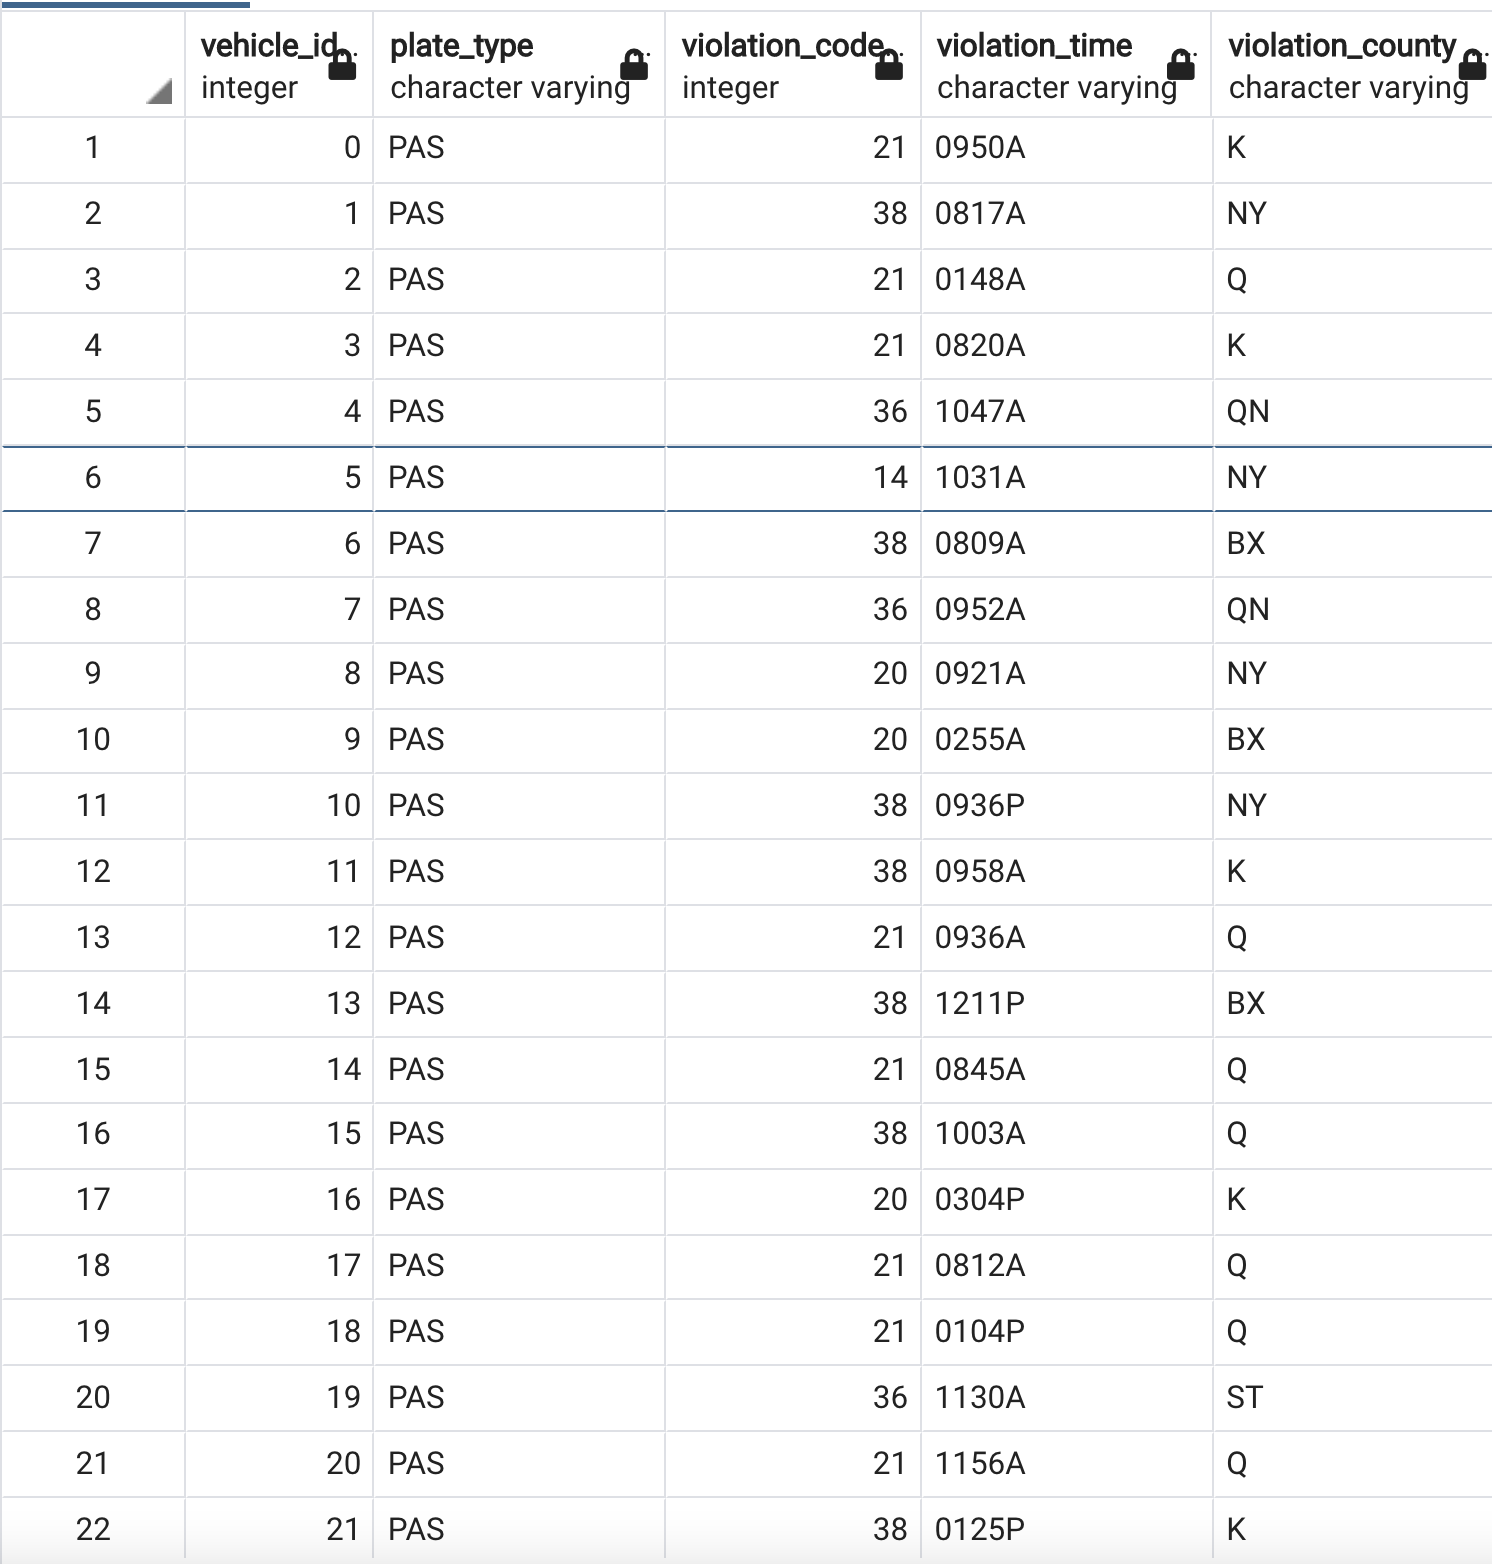 vehicle_id plate_type violation_code violation_time violation_county
integer character varying integer character varying character varying
1 0 PAS 21 0950A K
2 1 PAS 38 0817A NY
3 2 PAS 21 0148A Q
4 3 PAS 21 0820A K
5 4 PAS 36 1047A QN
6 5 PAS 14 1031A NY
7 6 PAS 38 0809A BX
8 7 PAS 36 0952A QN
9 8 PAS 20 0921A NY
10 9 PAS 20 0255A BX
11 10 PAS 38 0936P NY
12 11 PAS 38 0958A K
13 12 PAS 21 0936A Q
14 13 PAS 38 1211P BX
15 14 PAS 21 0845A Q
16 15 PAS 38 1003A Q
17 16 PAS 20 0304P K
18 17 PAS 21 0812A Q
19 18 PAS 21 0104P Q
20 19 PAS 36 1130A ST
21 20 PAS 21 1156A Q
22 21 PAS 38 0125P K